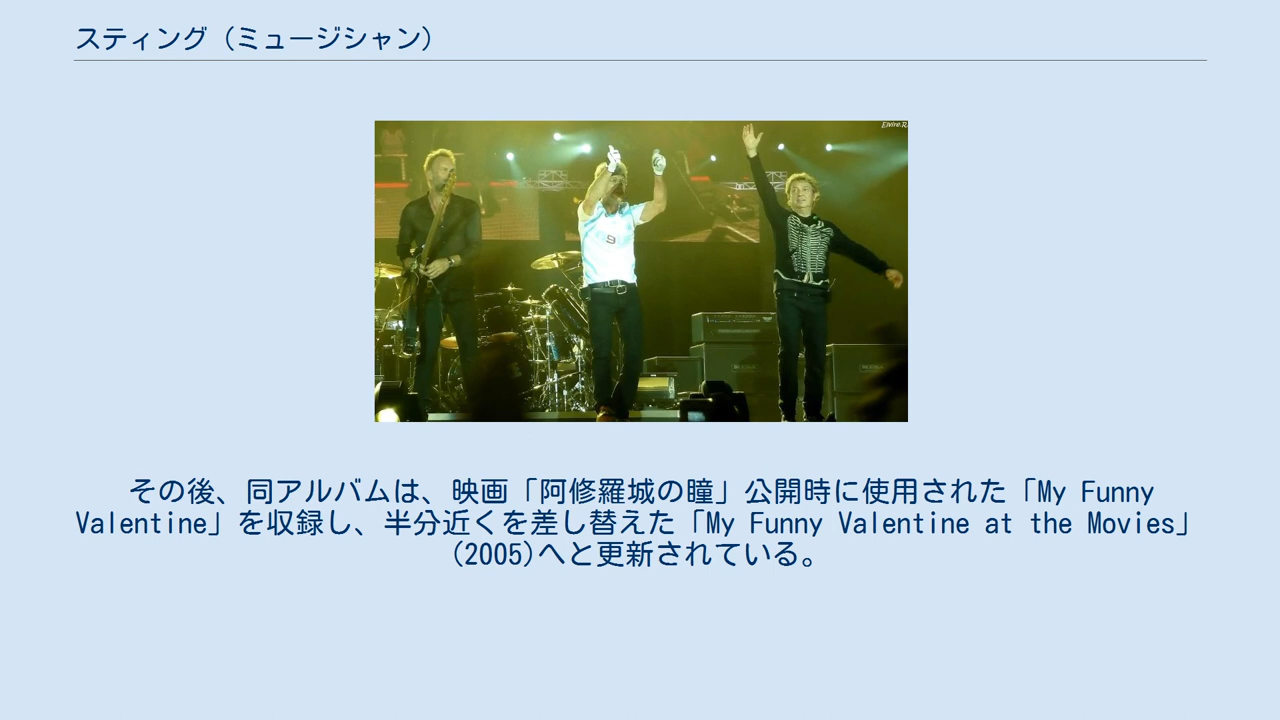 スティング（ミュージシャン）
その後、同アルバムは、映画「阿修羅城の瞳」公開時に使用された「My Funny
Valentine」を収録し、半分近くを差し替えた「My Funny Valentine at the Movies」
(2005)へと更新されている。
9